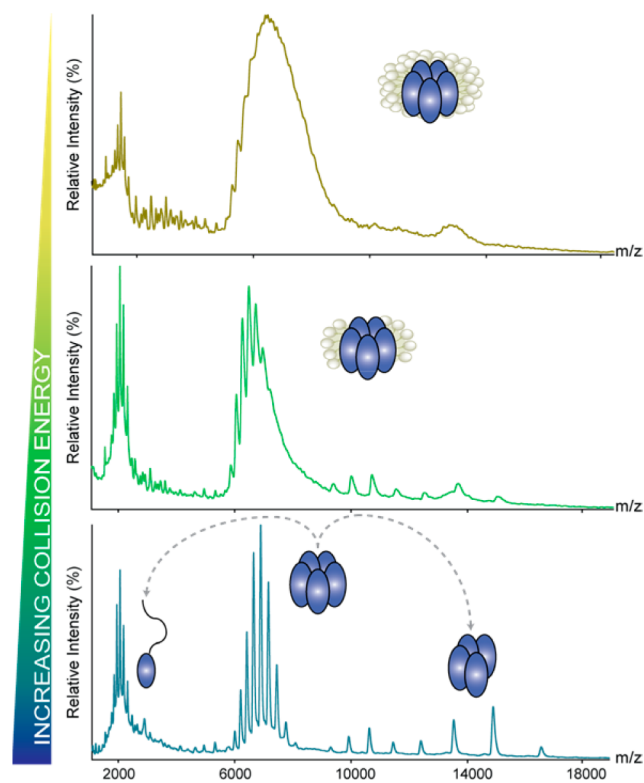 Relative Intensity (%)
m/z
Relative Intensity (%)
m/z
INCREASING COLLISION ENERGY
Relative Intensity (%)
2000 6000 10000 14000 18000
m/z